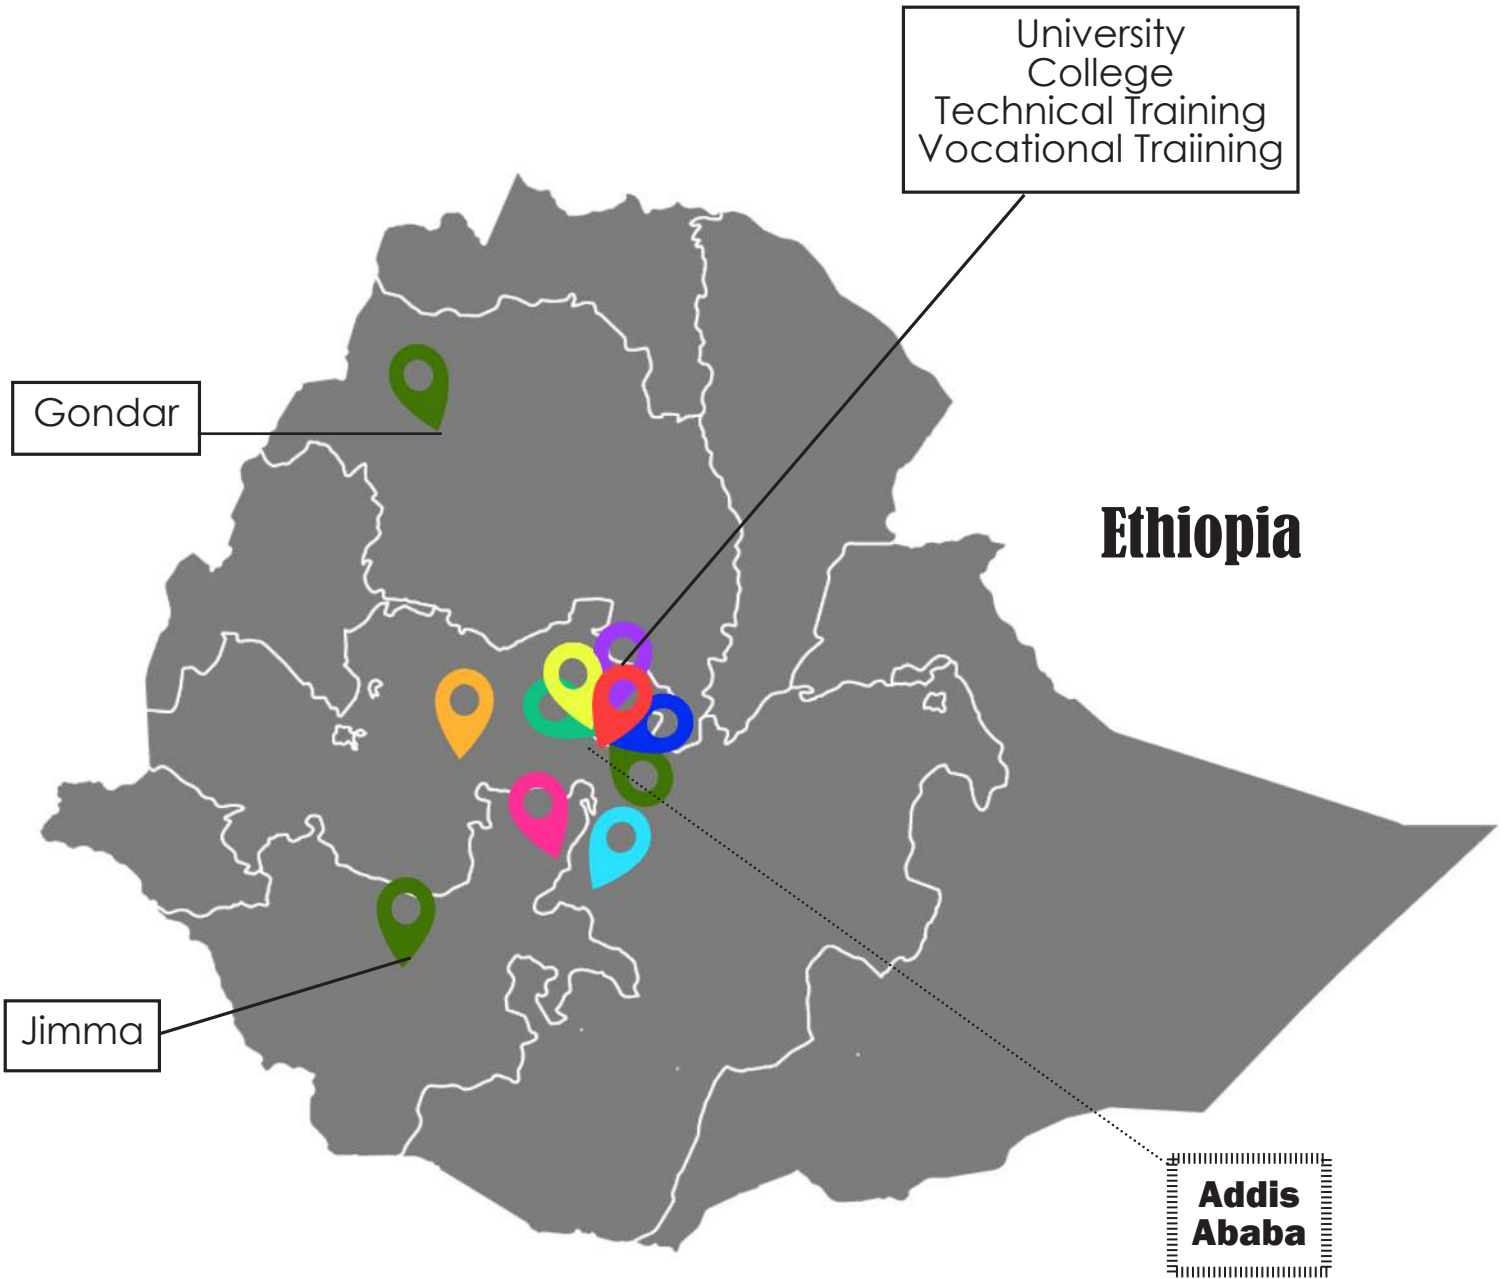 University
College
Technical Training
Vocational Traiining
Gondar
Ethiopia
Jimma
Addis
Ababa